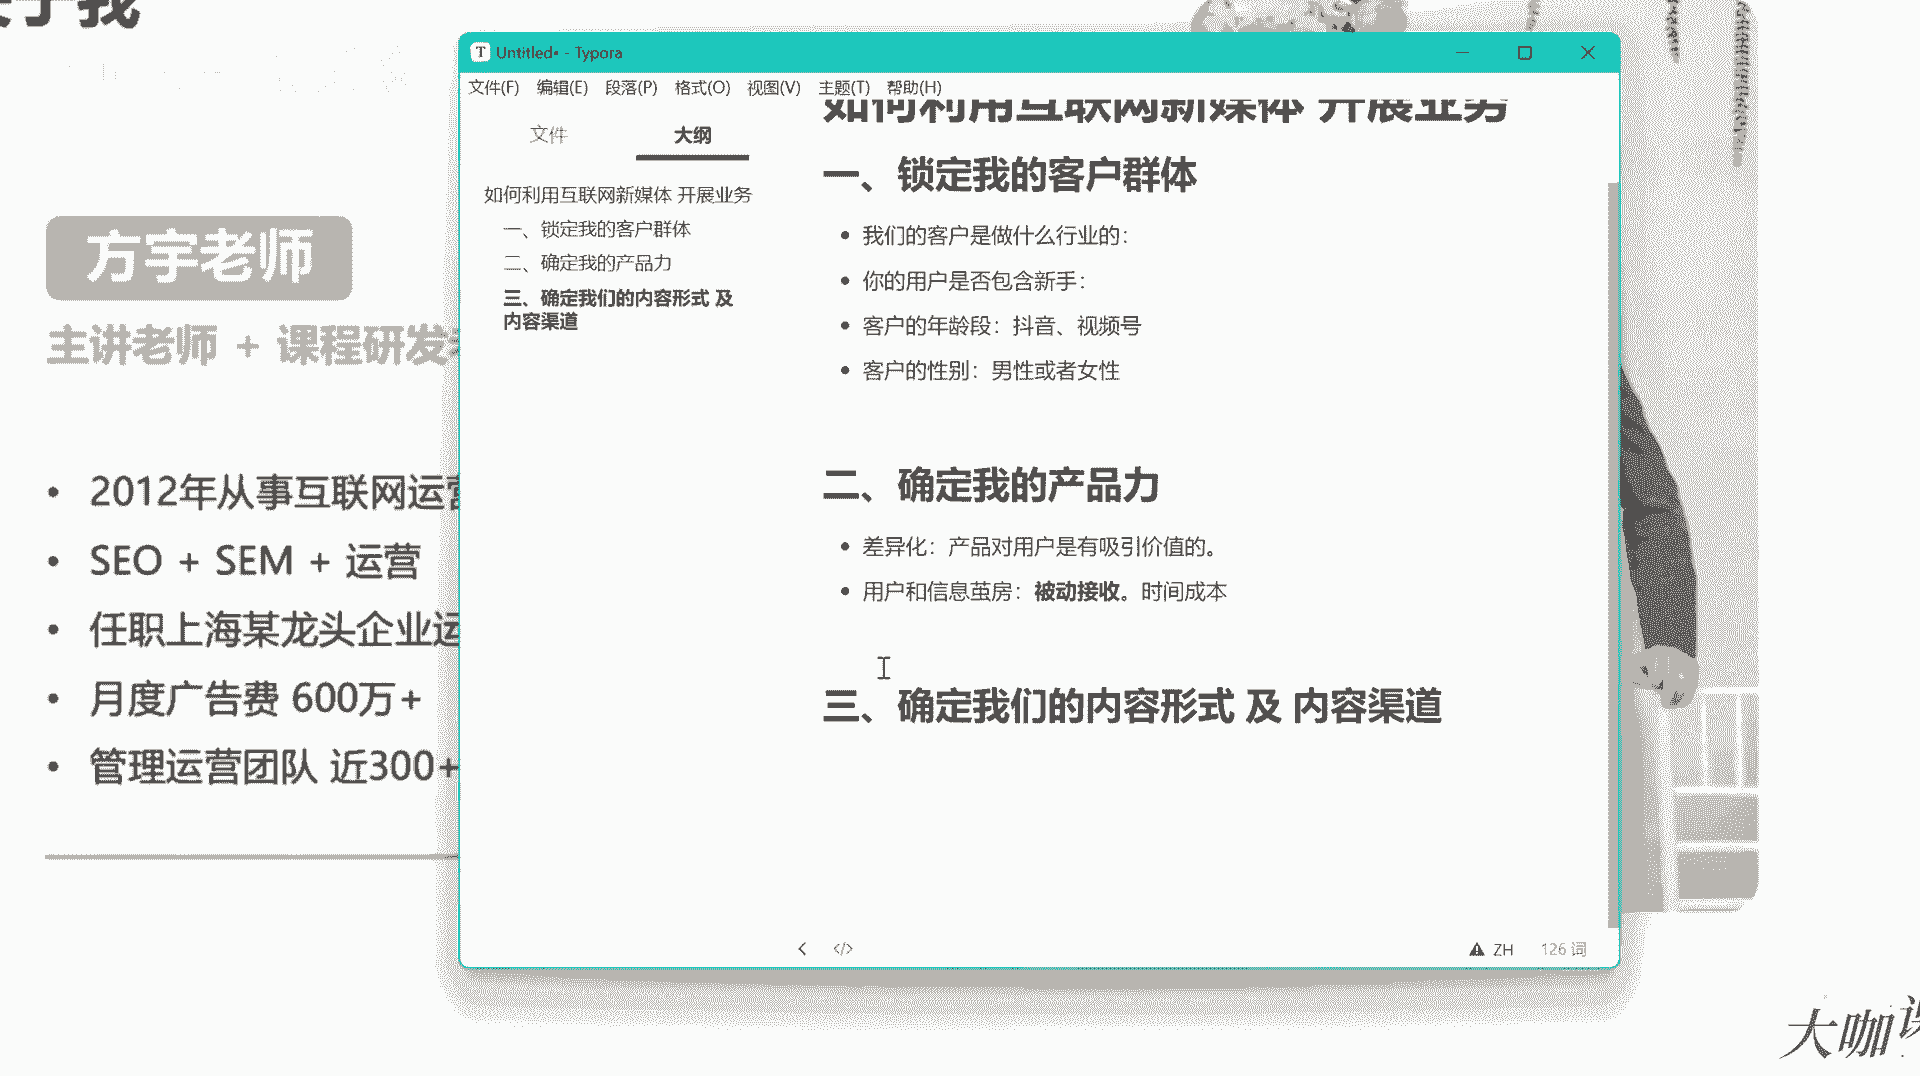 方宇老师
主讲老师 + 课程研发
2012年从事互联网运营
SEO + SEM + 运营
任职上海某龙头企业运
月度广告费 600万+
管理运营团队 近300+
Untitled• - Typora
文件(F) 编辑(E) 段落(P) 格式(O) 视图(V) 主题(T) 帮助(H)
文件 大纲
如何利用互联网新媒体 开展业务
一、锁定我的客户群体
二、确定我的产品力
三、确定我们的内容形式 及
内容渠道
如何利用互联网新媒体 开展业务
一、锁定我的客户群体
我们的客户是做什么行业的：
你的用户是否包含新手：
客户的年龄段：抖音、视频号
客户的性别：男性或者女性
二、确定我的产品力
差异化：产品对用户是有吸引价值的。
用户和信息茧房：被动接收。时间成本
三、确定我们的内容形式 及 内容渠道
</> ZH 126 词
大咖课